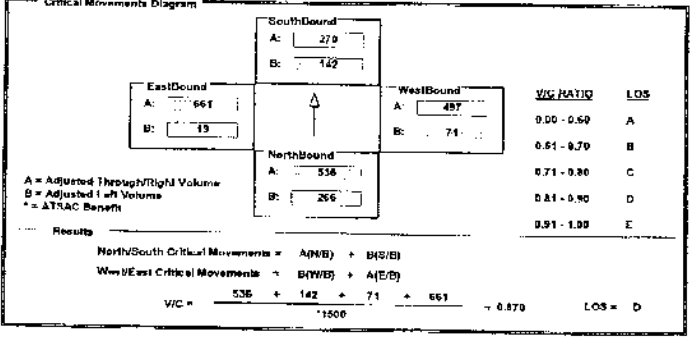 Critical Movements Diagram
SouthBound
A: 270
B: 142
EastBound
A: 661
B: 19
WestBound
A: 497
B: 71
NorthBound
A: 536
B: 266
V/C RATIO LOS
0.00 - 0.60 A
0.61 - 0.70 B
0.71 - 0.80 C
0.81 - 0.90 D
0.91 - 1.00 E
A = Adjusted Through/Right Volume
B = Adjusted Left Volume
* = ATSAC Benefit
Results
North/South Critical Movements = A(N/B) + B(S/B)
West/East Critical Movements = B(W/B) + A(E/B)
V/C = 536 + 142 + 71 + 661
*1500
= 0.870 LOS = D